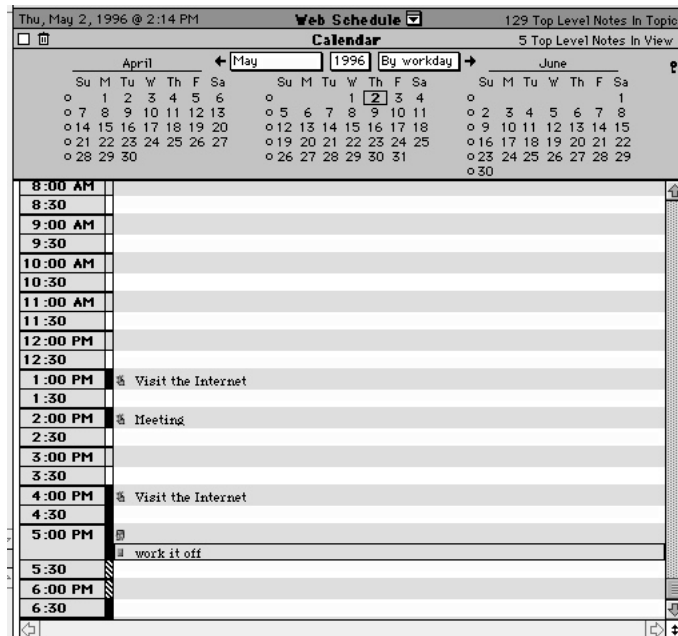 Thu, May 2, 1996 @ 2:14 PM Web Schedule 129 Top Level Notes In Topic
Calendar 5 Top Level Notes In View
April May 1996 By workday June
Su M Tu W Th F Sa Su M Tu W Th F Sa Su M Tu W Th F Sa
1 2 3 4 5 6 1 2 3 4 1
7 8 9 10 11 12 13 5 6 7 8 9 10 11 2 3 4 5 6 7 8
14 15 16 17 18 19 20 12 13 14 15 16 17 18 9 10 11 12 13 14 15
21 22 23 24 25 26 27 19 20 21 22 23 24 25 16 17 18 19 20 21 22
28 29 30 26 27 28 29 30 31 23 24 25 26 27 28 29
30
8:00 AM
8:30
9:00 AM
9:30
10:00 AM
10:30
11:00 AM
11:30
12:00 PM
12:30
1:00 PM Visit the Internet
1:30
2:00 PM Meeting
2:30
3:00 PM
3:30
4:00 PM Visit the Internet
4:30
5:00 PM
work it off
5:30
6:00 PM
6:30